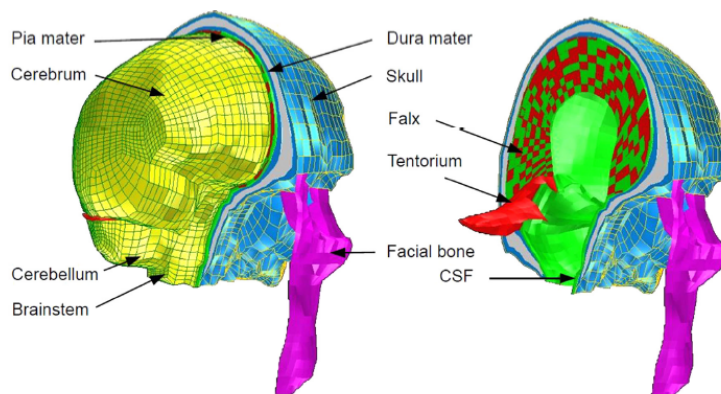 Pia mater
Cerebrum
Cerebellum
Brainstem
Dura mater
Skull
Falx
Tentorium
Facial bone
CSF